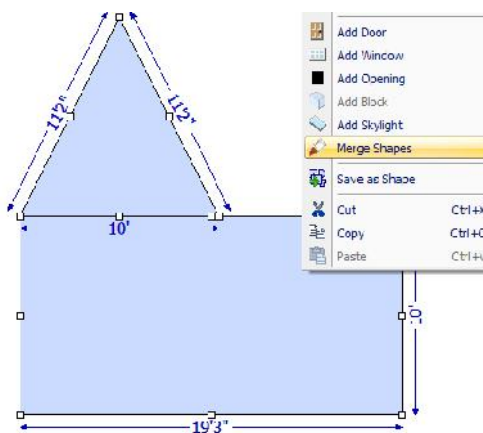 Add Door
Add Window
Add Opening
Add Block
Add Skylight
Merge Shapes
Save as Shape
Cut Ctrl+X
Copy Ctrl+C
Paste Ctrl+V
11'2"
11'2"
10'
10'
19'3"